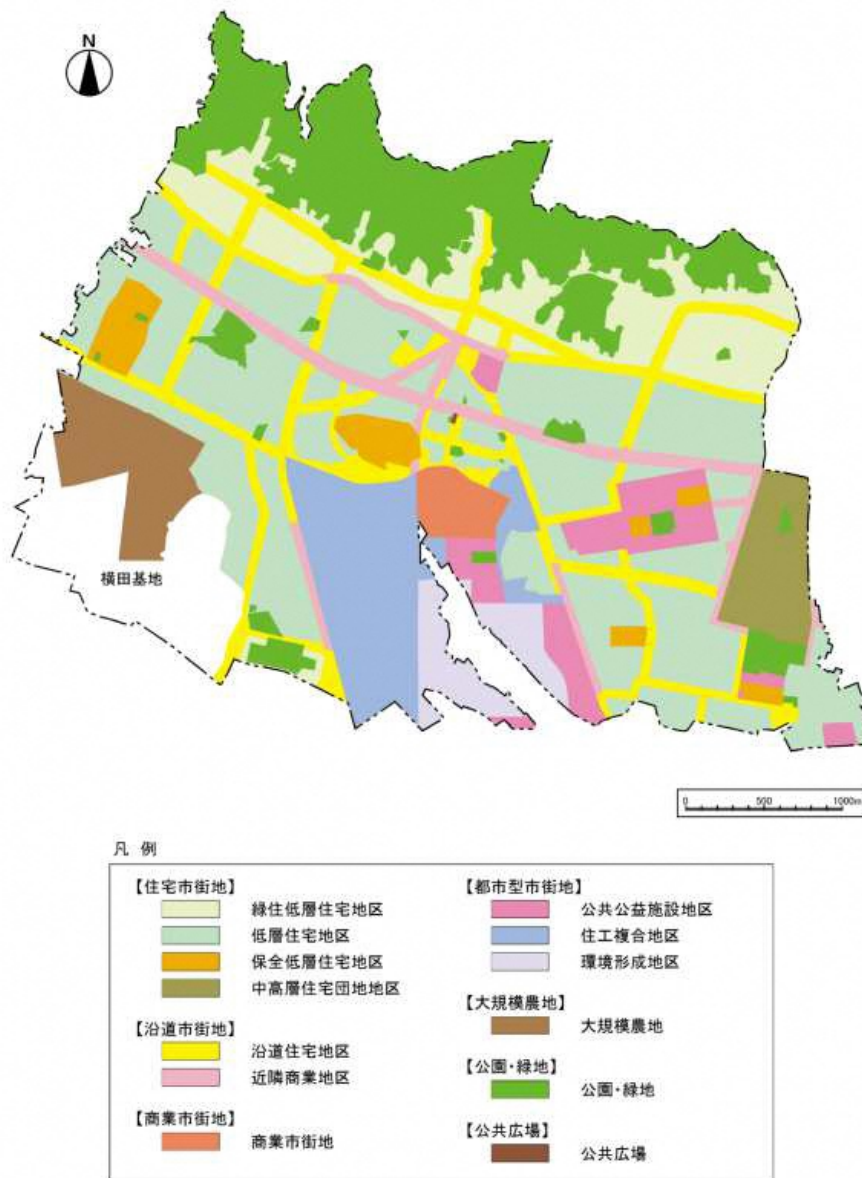 N
横田基地
0 500 1000m
凡 例
【住宅市街地】
緑住低層住宅地区
低層住宅地区
保全低層住宅地区
中高層住宅団地地区
【沿道市街地】
沿道住宅地区
近隣商業地区
【商業市街地】
商業市街地
【都市型市街地】
公共公益施設地区
住工複合地区
環境形成地区
【大規模農地】
大規模農地
【公園・緑地】
公園・緑地
【公共広場】
公共広場